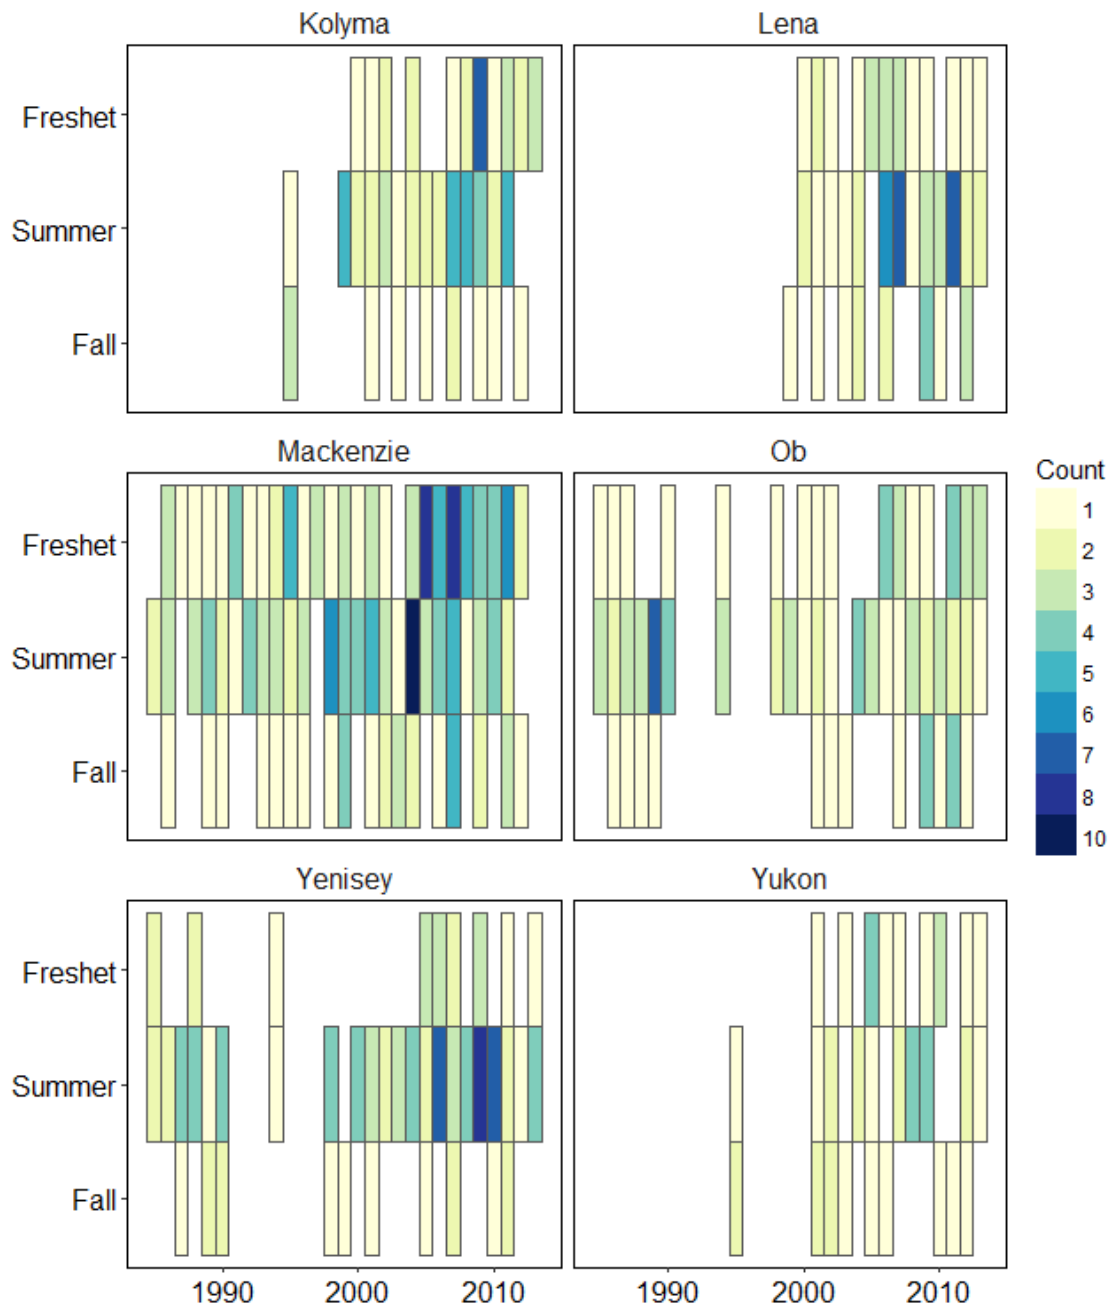 Kolyma
Lena
Freshet
Summer
Fall
Mackenzie
Ob
Freshet
Summer
Fall
Count
1
2
3
4
5
6
7
8
10
Yenisey
Yukon
Freshet
Summer
Fall
1990 2000 2010
1990 2000 2010